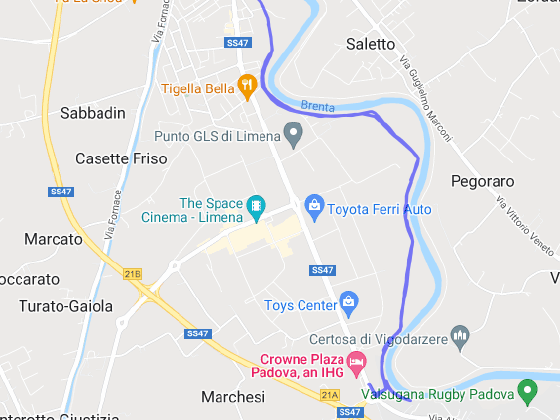 Via Fornace
SS47
Saletto
Tigella Bella
Via Guglielmo Marconi
Brenta
Sabbadin
Punto GLS di Limena
Casette Friso
Pegoraro
SS47
The Space
Cinema - Limena
Toyota Ferri Auto
Via Fornace
Via Vittorio Veneto
Marcato
SS47
21B
Turato-Gaiola
Toys Center
SS47
Certosa di Vigodarzere
Crowne Plaza
Padova, an IHG
Marchesi
21A
Valsugana Rugby Padova
SS47